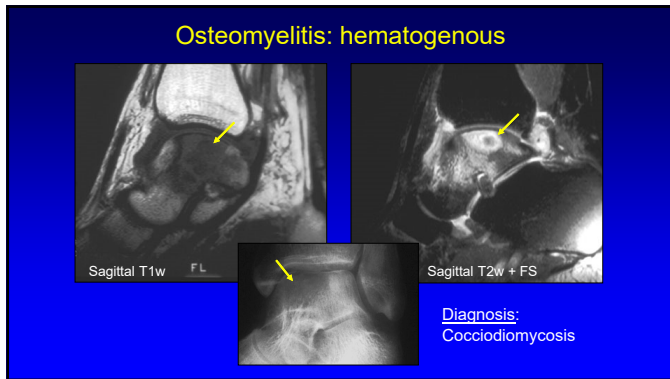 Osteomyelitis: hematogenous
Sagittal T1w
FL
Sagittal T2w + FS
Diagnosis:
Cocciodiomycosis